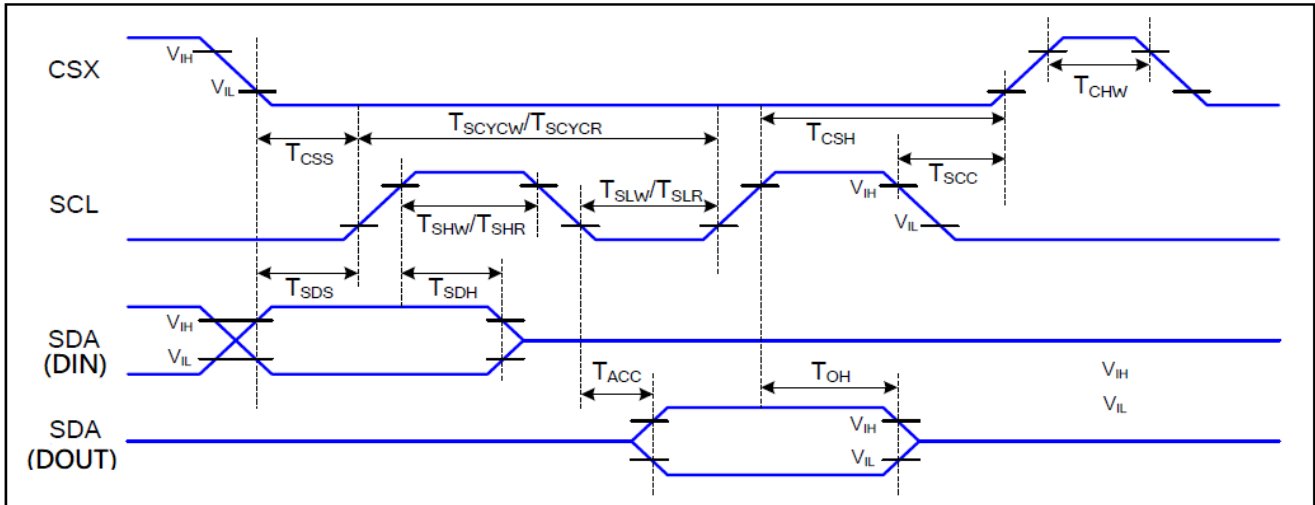 CSX
VIH
VIL
TCHW
TSCYCW/TSCYCR
TCSS
TCSH
TSCC
SCL
TSLW/TSLR
VIH
TSHW/TSHR
VIL
TSDS
TSDH
SDA
(DIN)
VIH
VIL
TACC
TOH
VIH
VIL
SDA
(DOUT)
VIH
VIL